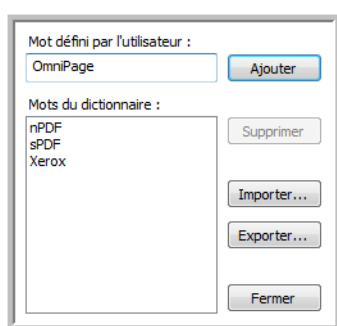 Mot défini par l'utilisateur :
OmniPage
Ajouter
Mots du dictionnaire :
nPDF
sPDF
Xerox
Supprimer
Importer...
Exporter...
Fermer